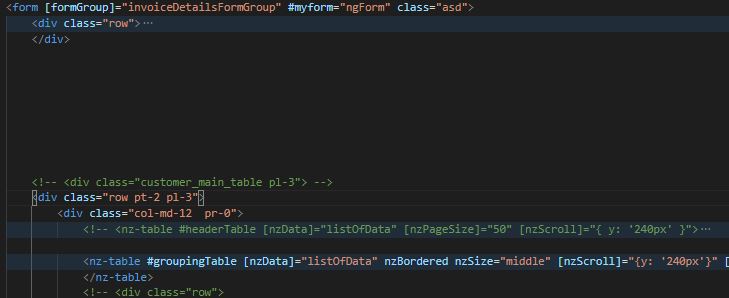 <form [formGroup]="invoiceDetailsFormGroup" #myform="ngForm" class="asd">
<div class="row">…
</div>
<!-- <div class="customer_main_table pl-3"> -->
<div class="row pt-2 pl-3">
<div class="col-md-12  pr-0">
<!-- <nz-table #headerTable [nzData]="listOfData" [nzPageSize]="50" [nzScroll]="{ y: '240px' }">…
<nz-table #groupingTable [nzData]="listOfData" nzBordered nzSize="middle" [nzScroll]="{y: '240px'}" [
</nz-table>
<!-- <div class="row">